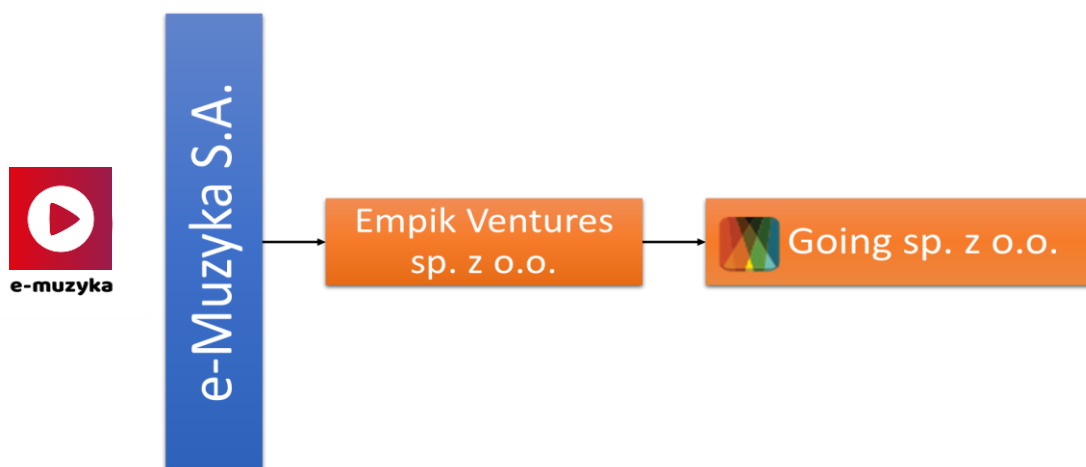 e-muzyka
e-Muzyka S.A.
Empik Ventures
sp. z o.o.
Going sp. z o.o.